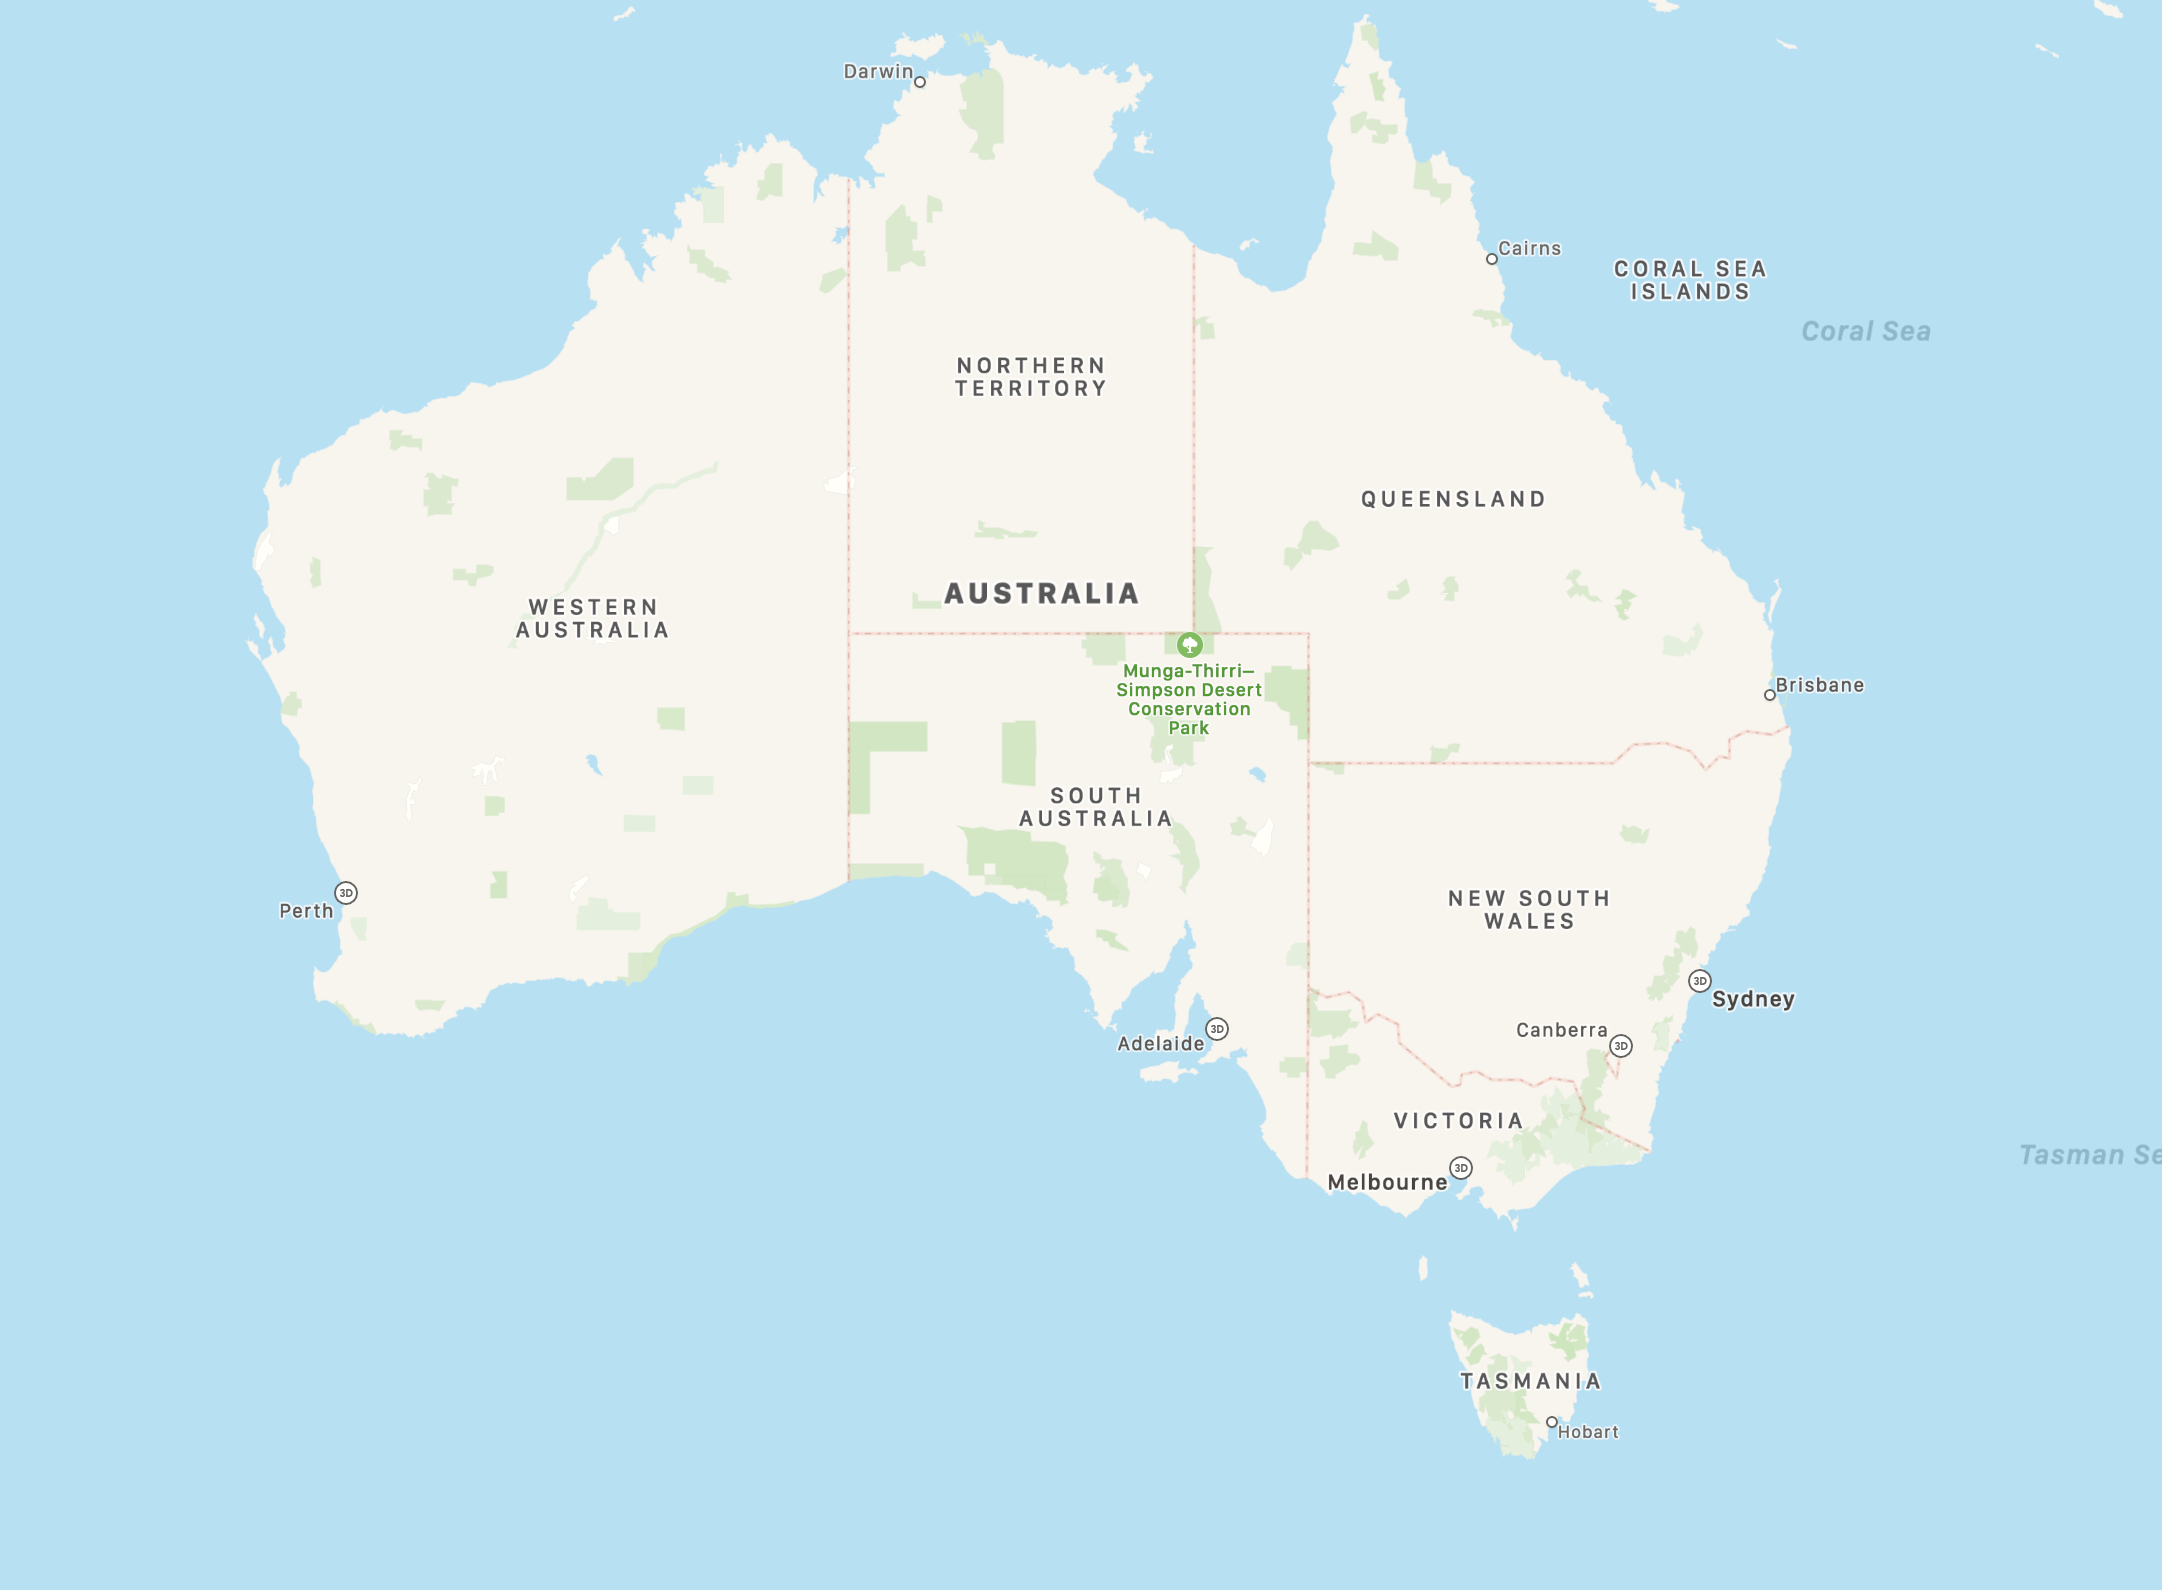 Darwin
Cairns
CORAL SEA
ISLANDS
Coral Sea
NORTHERN
TERRITORY
QUEENSLAND
AUSTRALIA
WESTERN
AUSTRALIA
Munga-Thirri–
Simpson Desert
Conservation
Park
Brisbane
SOUTH
AUSTRALIA
3D
Perth
NEW SOUTH
WALES
3D
Sydney
3D
Adelaide
Canberra
3D
VICTORIA
Tasman Se
3D
Melbourne
TASMANIA
Hobart